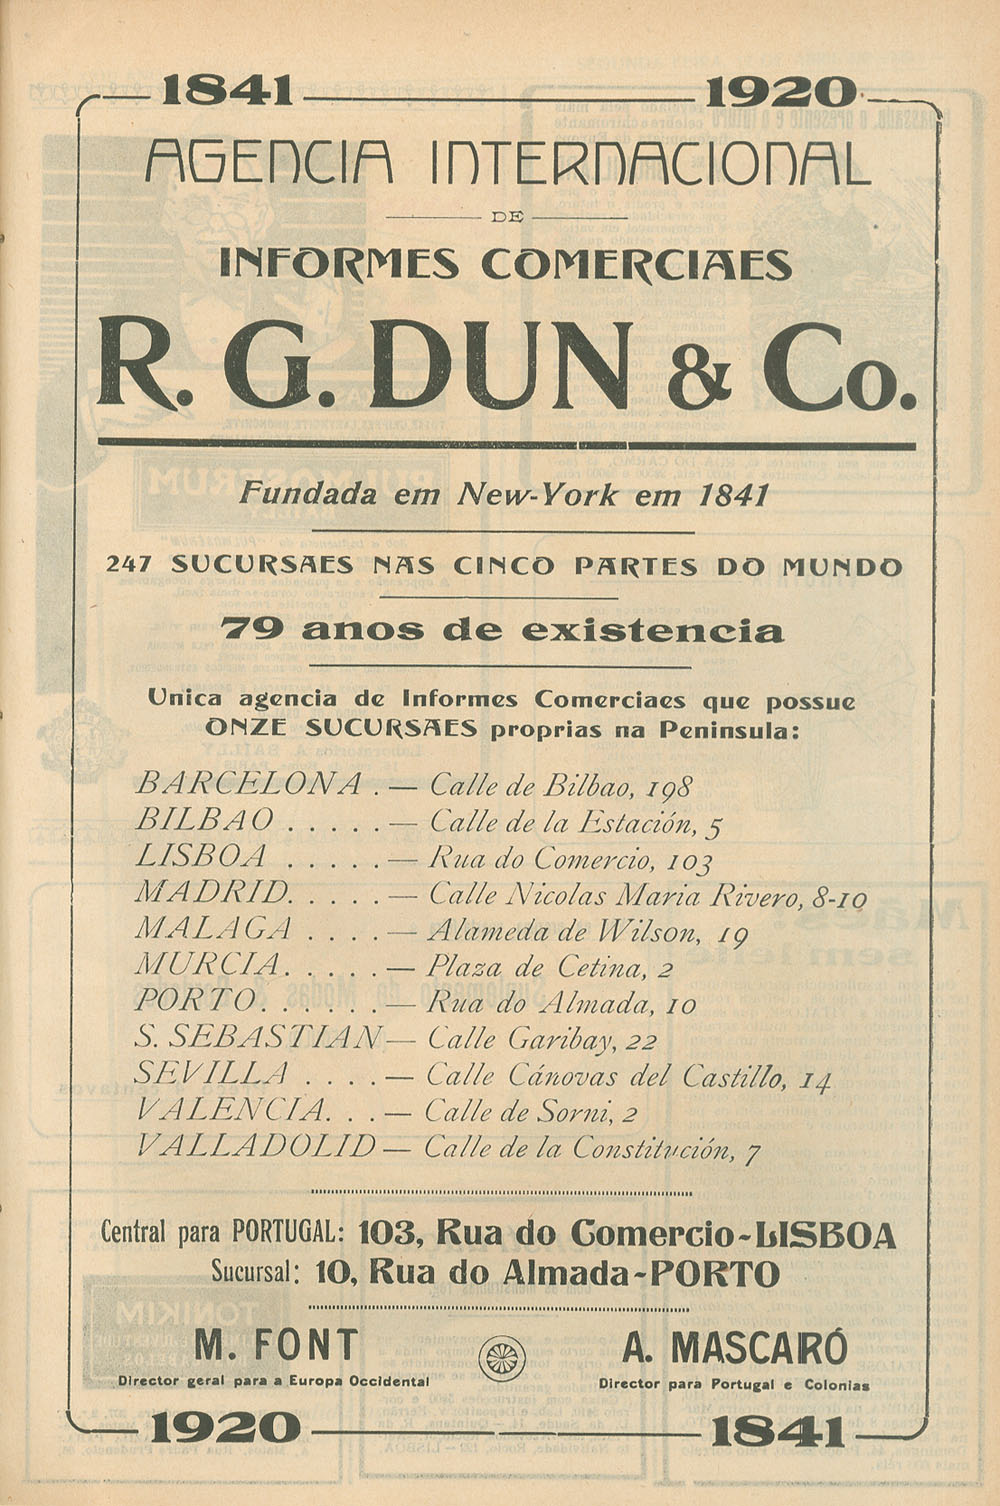 1841 1920
AGENCIA INTERNACIONAL
DE
INFORMES COMERCIAES
R. G. DUN & Co.
Fundada em New-York em 1841
247 SUCURSAES NAS CINCO PARTES DO MUNDO
79 anos de existencia
Unica agencia de Informes Comerciaes que possue
ONZE SUCURSAES proprias na Peninsula:
BARCELONA . — Calle de Bilbao, 198
BILBAO . . . . . — Calle de la Estación, 5
LISBOA . . . . . — Rua do Comercio, 103
MADRID. . . . . — Calle Nicolas Maria Rivero, 8-10
MALAGA . . . . — Alameda de Wilson, 19
MURCIA. . . . . — Plaza de Cetina, 2
PORTO. . . . . . — Rua do Almada, 10
S. SEBASTIAN — Calle Garibay, 22
SEVILLA . . . . — Calle Cánovas del Castillo, 14
VALENCIA. . . — Calle de Sorni, 2
VALLADOLID — Calle de la Constitución, 7
Central para PORTUGAL: 103, Rua do Comercio-LISBOA
Sucursal: 10, Rua do Almada-PORTO
M. FONT A. MASCARÓ
Director geral para a Europa Occidental Director para Portugal e Colonias
1920 1841